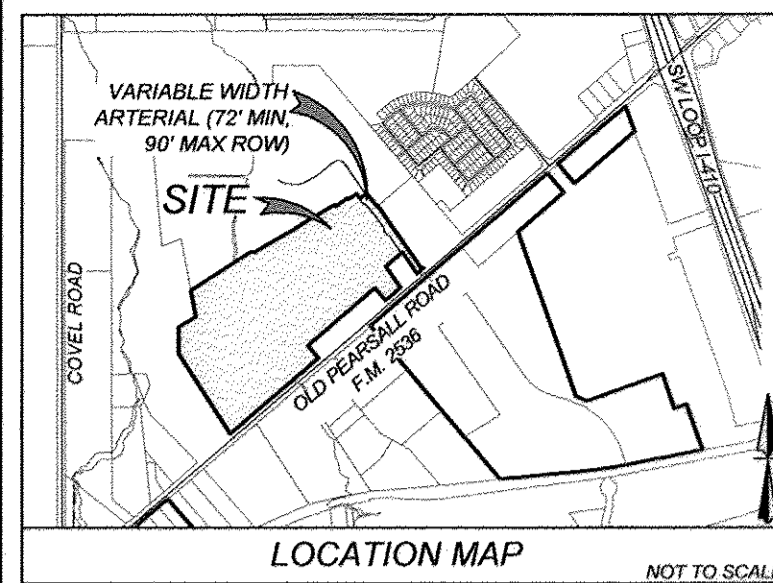 VARIABLE WIDTH
ARTERIAL (72' MIN,
90' MAX ROW)
SITE
SW LOOP I-410
COVEL ROAD
OLD PEARSALL ROAD
F.M. 2536
LOCATION MAP
NOT TO SCALE